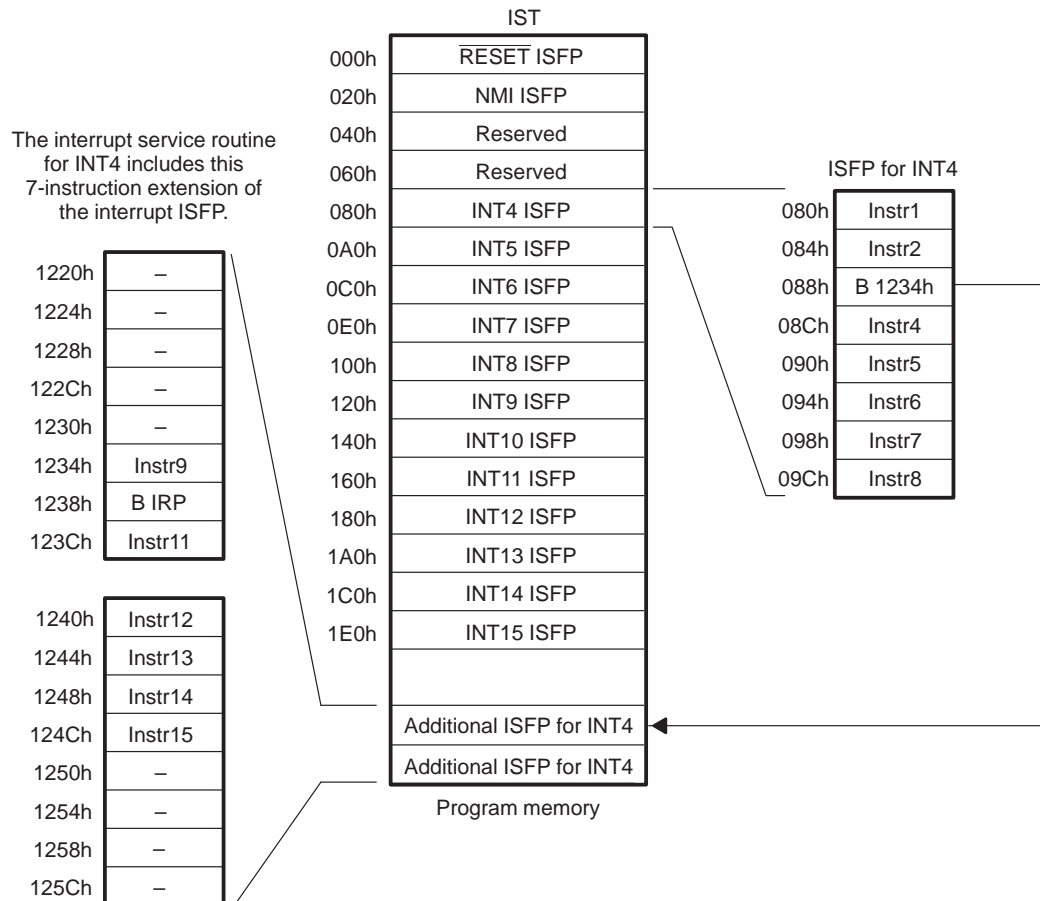 IST
000h RESET ISFP
020h NMI ISFP
040h Reserved
060h Reserved
080h INT4 ISFP
0A0h INT5 ISFP
0C0h INT6 ISFP
0E0h INT7 ISFP
100h INT8 ISFP
120h INT9 ISFP
140h INT10 ISFP
160h INT11 ISFP
180h INT12 ISFP
1A0h INT13 ISFP
1C0h INT14 ISFP
1E0h INT15 ISFP
Additional ISFP for INT4
Additional ISFP for INT4
Program memory
The interrupt service routine
for INT4 includes this
7-instruction extension of
the interrupt ISFP.
1220h –
1224h –
1228h –
122Ch –
1230h –
1234h Instr9
1238h B IRP
123Ch Instr11
1240h Instr12
1244h Instr13
1248h Instr14
124Ch Instr15
1250h –
1254h –
1258h –
125Ch –
ISFP for INT4
080h Instr1
084h Instr2
088h B 1234h
08Ch Instr4
090h Instr5
094h Instr6
098h Instr7
09Ch Instr8